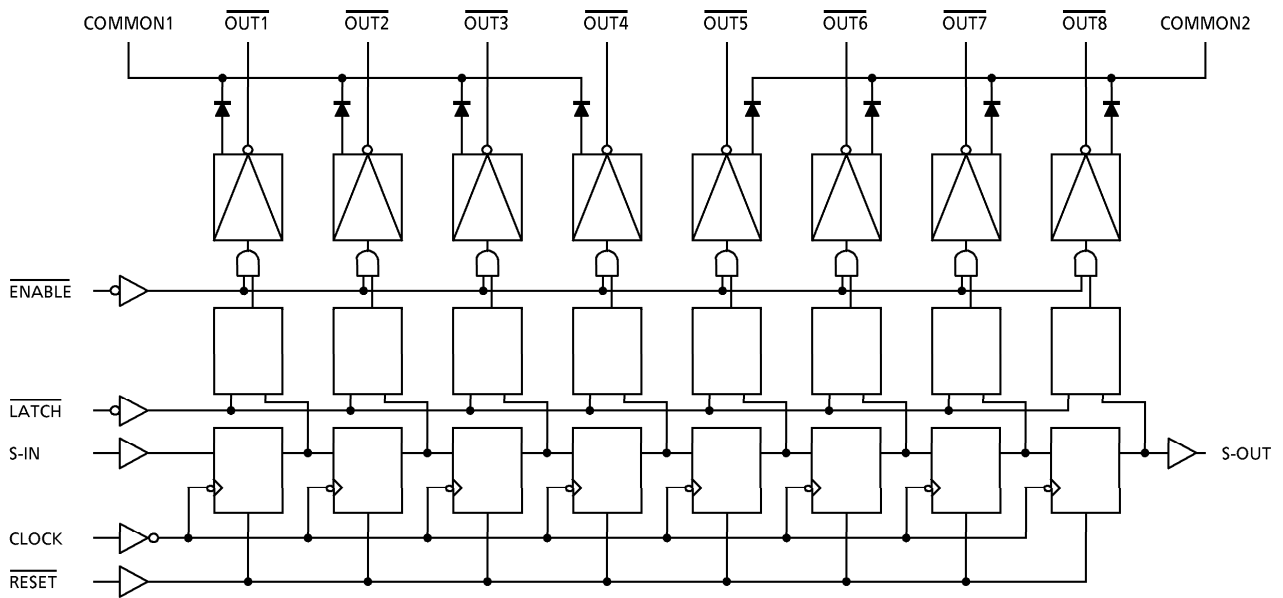 COMMON1 OUT1 OUT2 OUT3 OUT4 OUT5 OUT6 OUT7 OUT8 COMMON2
ENABLE
LATCH
S-IN S-OUT
CLOCK
RESET